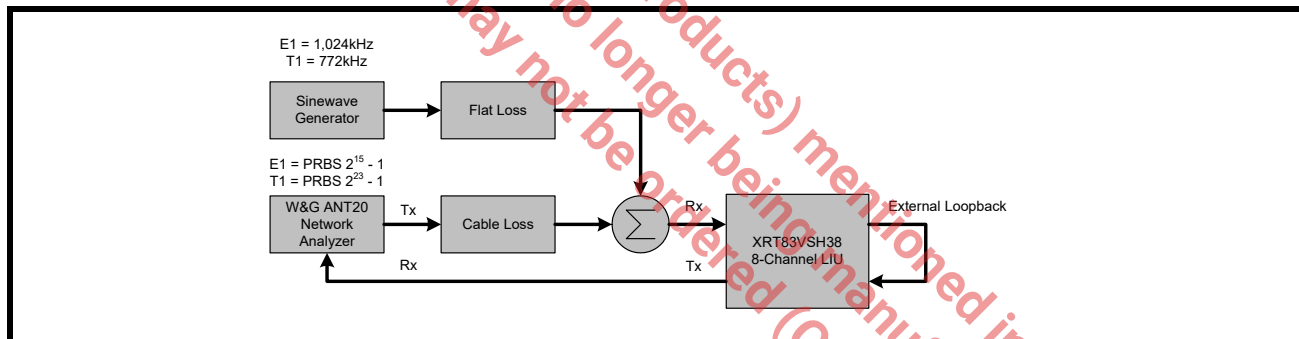 E1 = 1,024kHz
T1 = 772kHz
Sinewave
Generator
Flat Loss
E1 = PRBS 2^15 - 1
T1 = PRBS 2^23 - 1
W&G ANT20
Network
Analyzer
Tx
Cable Loss
∑
Rx
XRT83VSH38
8-Channel LIU
External Loopback
Rx
Tx
roducts) mentioned in
no longer being manu
may not be ordered (O